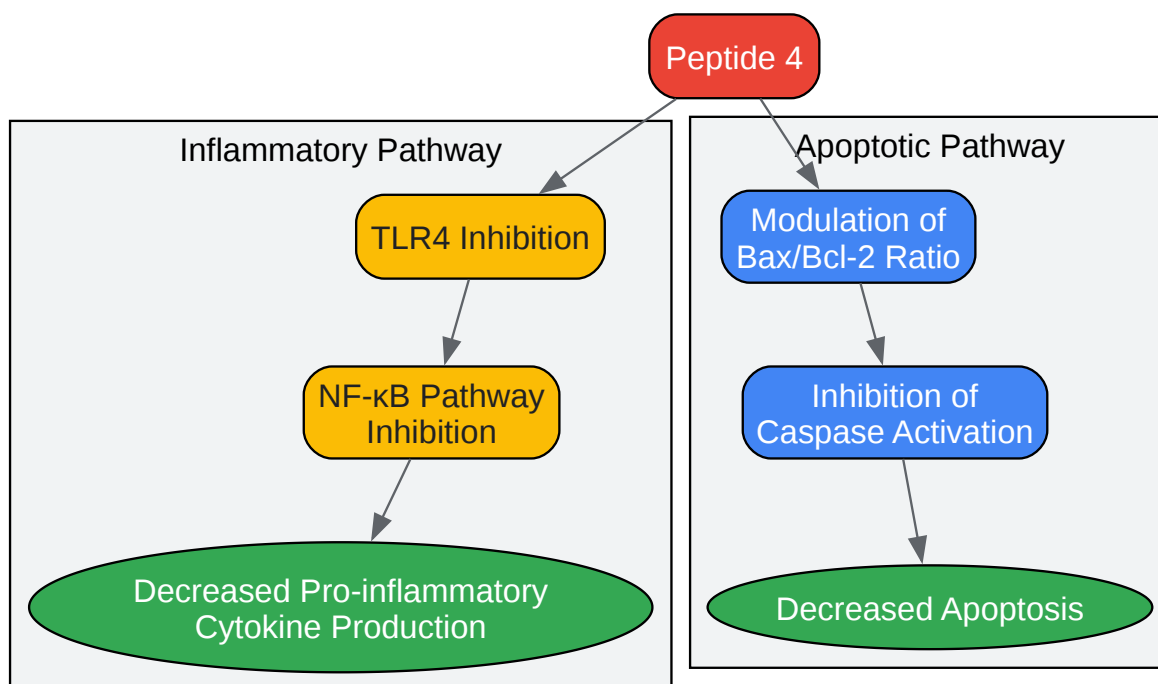 Peptide 4
Inflammatory Pathway
Apoptotic Pathway
TLR4 Inhibition
Modulation of
Bax/Bcl-2 Ratio
NF-κB Pathway
Inhibition
Inhibition of
Caspase Activation
Decreased Pro-inflammatory
Cytokine Production
Decreased Apoptosis